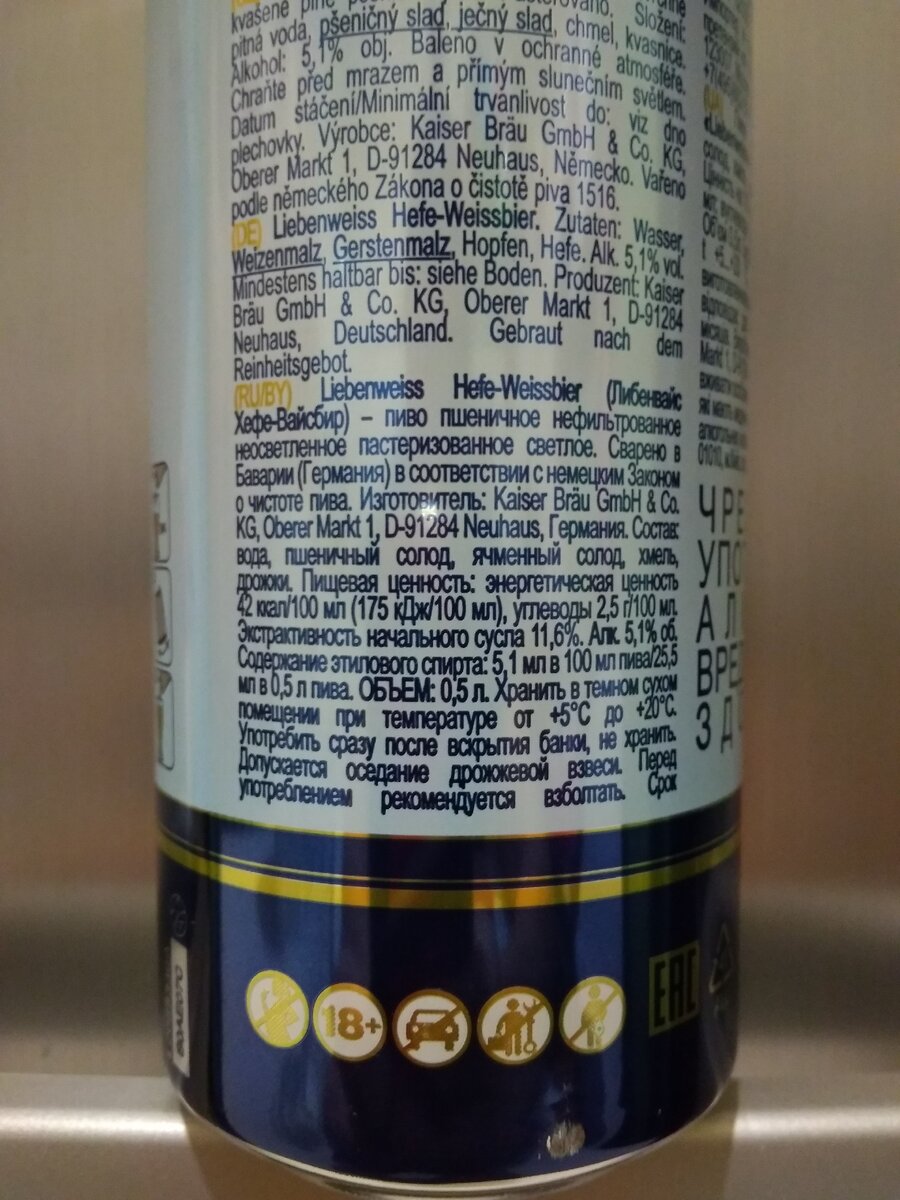 kvašené plně
pitná voda, pšeničný slad, ječný slad, chmel, kvasnice. Složení:
Alkohol: 5,1% obj. Baleno v ochranné atmosféře.
Chraňte před mrazem a přímým slunečním světlem.
Datum stáčení/Minimální trvanlivost do: viz dno
plechovky. Výrobce: Kaiser Bräu GmbH & Co. KG,
Oberer Markt 1, D-91284 Neuhaus, Německo. Vařeno
podle německého Zákona o čistotě piva 1516.
(DE) Liebenweiss Hefe-Weissbier. Zutaten: Wasser,
Weizenmalz, Gerstenmalz, Hopfen, Hefe. Alk. 5,1% vol.
Mindestens haltbar bis: siehe Boden. Produzent: Kaiser
Bräu GmbH & Co. KG, Oberer Markt 1, D-91284
Neuhaus, Deutschland. Gebraut nach dem
Reinheitsgebot.
(RU/BY) Liebenweiss Hefe-Weissbier (Либенвайс
Хефе-Вайсбир) – пиво пшеничное нефильтрованное
неосветленное пастеризованное светлое. Сварено в
Баварии (Германия) в соответствии с немецким Законом
о чистоте пива. Изготовитель: Kaiser Bräu GmbH & Co.
KG, Oberer Markt 1, D-91284 Neuhaus, Германия. Состав:
вода, пшеничный солод, ячменный солод, хмель,
дрожжи. Пищевая ценность: энергетическая ценность
42 ккал/100 мл (175 кДж/100 мл), углеводы 2,5 г/100 мл.
Экстрактивность начального сусла 11,6%. Алк. 5,1% об.
Содержание этилового спирта: 5,1 мл в 100 мл пива/25,5
мл в 0,5 л пива. ОБЪЕМ: 0,5 л. Хранить в темном сухом
помещении при температуре от +5°C до +20°C.
Употребить сразу после вскрытия банки, не хранить.
Допускается оседание дрожжевой взвеси. Перед
употреблением рекомендуется взболтать. Срок
ЧРЕ
УПО
АЛ
ВРЕ
ЗД
18+
EAC